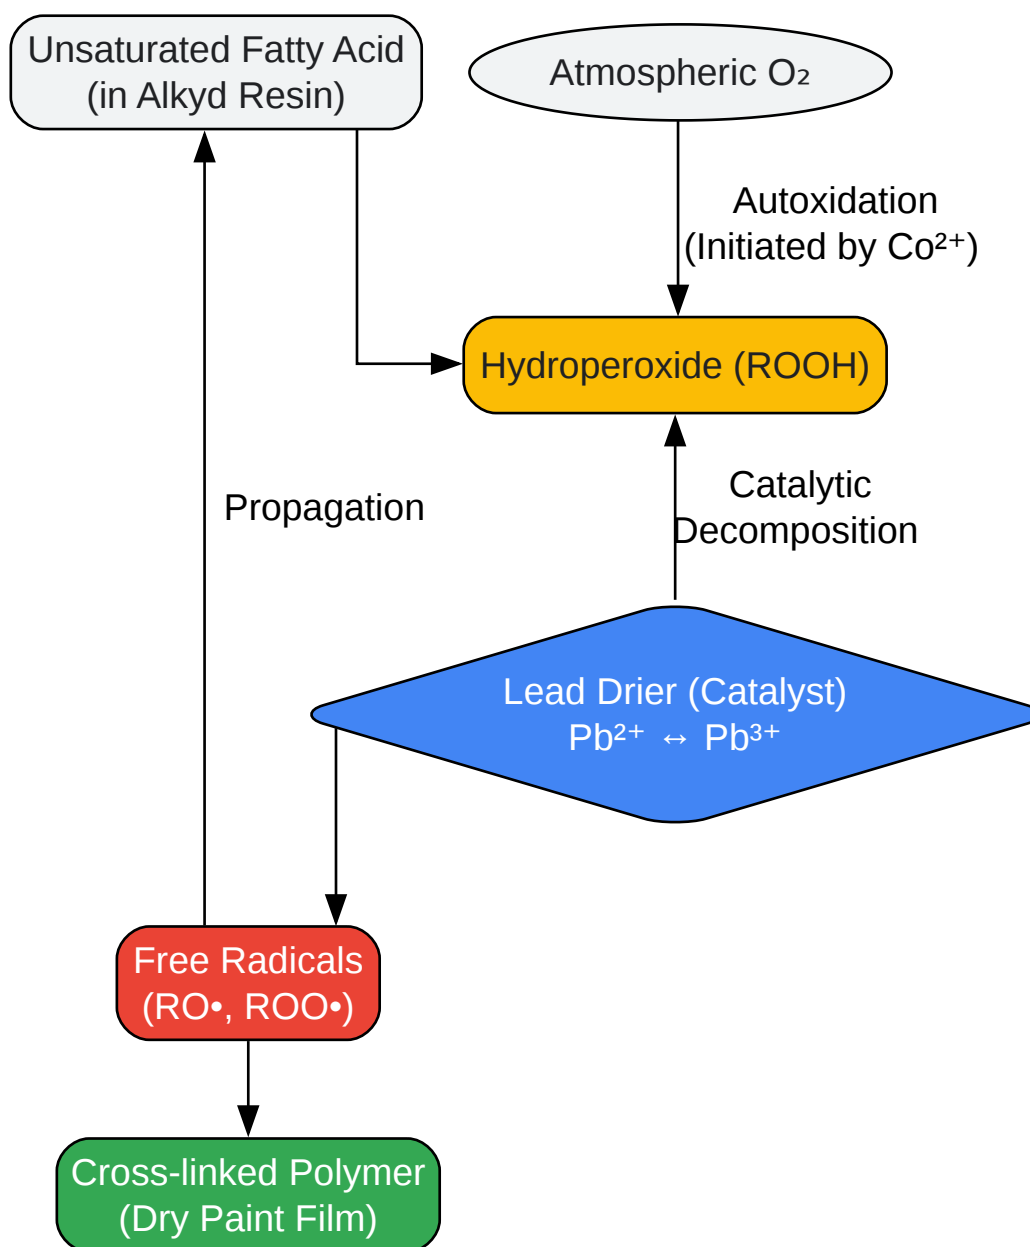 Unsaturated Fatty Acid
(in Alkyd Resin)
Atmospheric O₂
Autoxidation
(Initiated by Co²⁺)
Hydroperoxide (ROOH)
Catalytic
Decomposition
Propagation
Lead Drier (Catalyst)
Pb²⁺ ↔ Pb³⁺
Free Radicals
(RO•, ROO•)
Cross-linked Polymer
(Dry Paint Film)